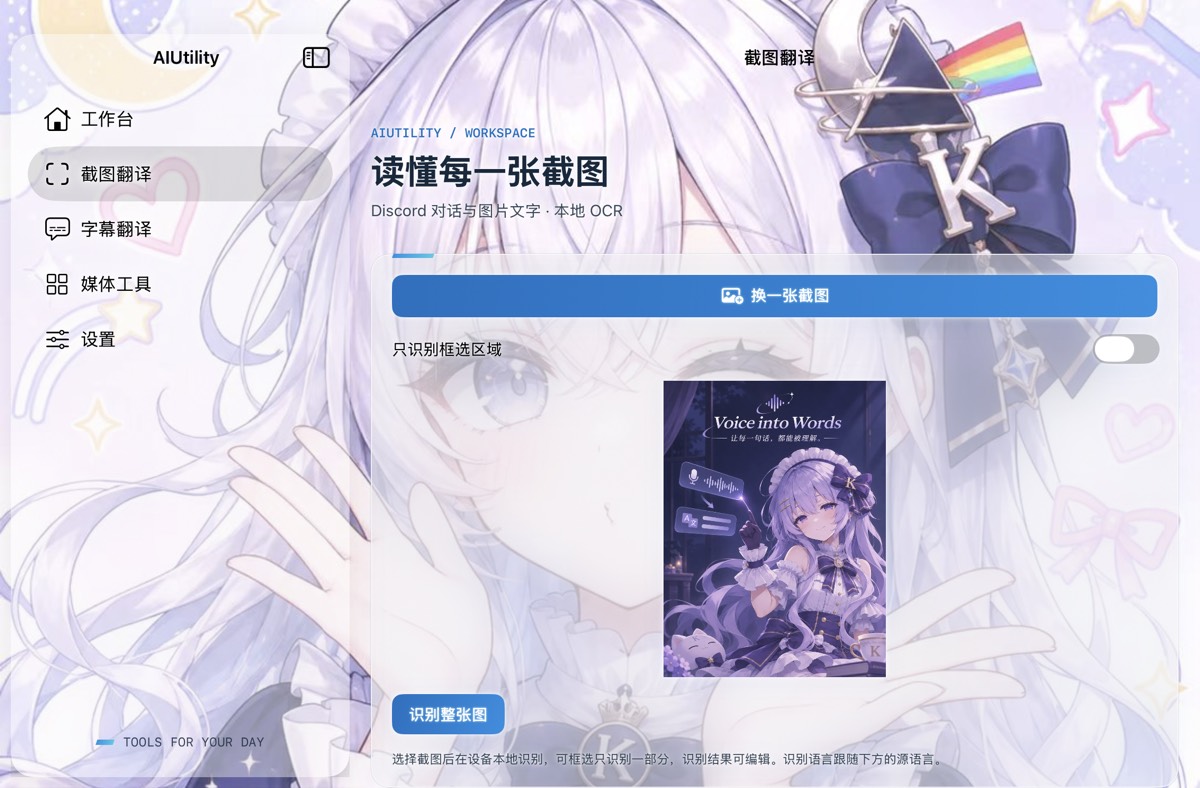 AIUtility
工作台
截图翻译
字幕翻译
媒体工具
设置
TOOLS FOR YOUR DAY
截图翻译
AIUTILITY / WORKSPACE
读懂每一张截图
Discord 对话与图片文字 · 本地 OCR
换一张截图
只识别框选区域
Voice into Words
让每一句话，都能被理解。
A
文
K
K
识别整张图
选择截图后在设备本地识别，可框选只识别一部分，识别结果可编辑。识别语言跟随下方的源语言。
K
K